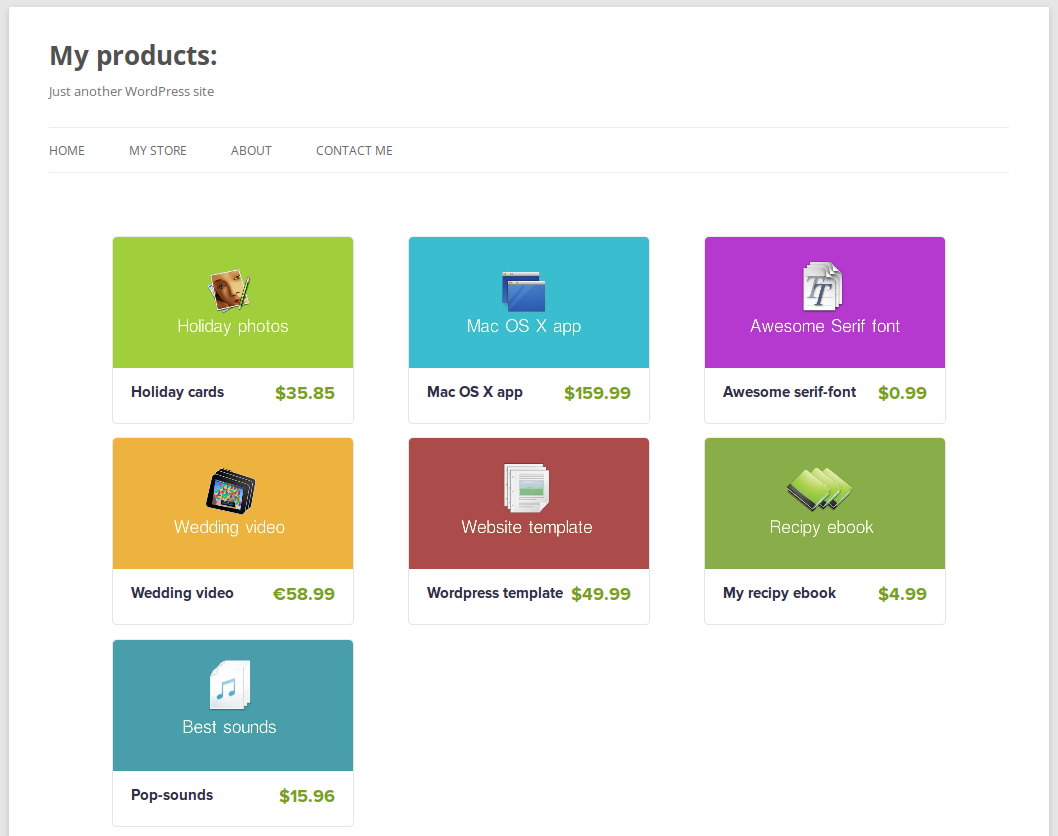 My products:
Just another WordPress site
HOME MY STORE ABOUT CONTACT ME
Holiday photos
Holiday cards $35.85
Mac OS X app
Mac OS X app $159.99
Awesome Serif font
Awesome serif-font $0.99
Wedding video
Wedding video €58.99
Website template
Wordpress template $49.99
Recipy ebook
My recipy ebook $4.99
Best sounds
Pop-sounds $15.96